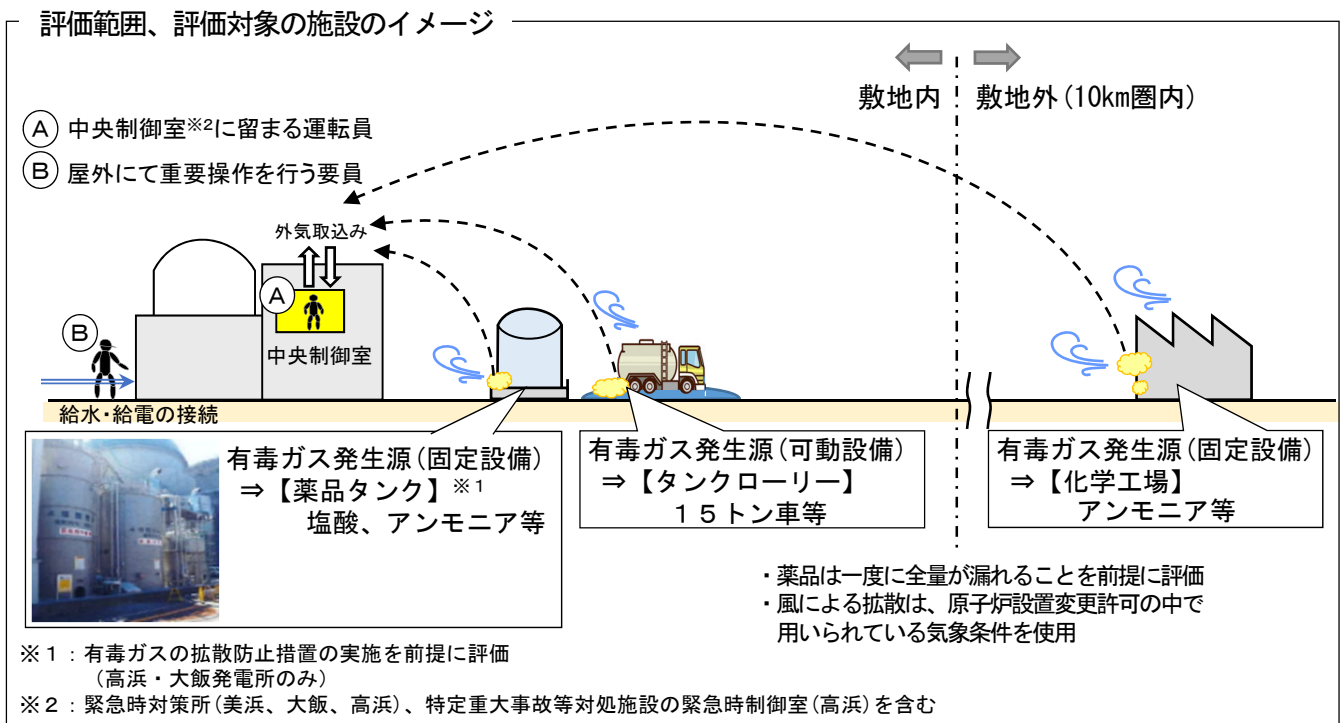 評価範囲、評価対象の施設のイメージ
敷地内
敷地外(10km圏内)
Ⓐ 中央制御室※2に留まる運転員
Ⓑ 屋外にて重要操作を行う要員
外気取込み
A
中央制御室
B
給水・給電の接続
有毒ガス発生源(固定設備)
⇒【薬品タンク】※1
塩酸、アンモニア等
有毒ガス発生源(可動設備)
⇒【タンクローリー】
15トン車等
有毒ガス発生源(固定設備)
⇒【化学工場】
アンモニア等
・薬品は一度に全量が漏れることを前提に評価
・風による拡散は、原子炉設置変更許可の中で
用いられている気象条件を使用
※1:有毒ガスの拡散防止措置の実施を前提に評価
(高浜・大飯発電所のみ)
※2:緊急時対策所(美浜、大飯、高浜)、特定重大事故等対処施設の緊急時制御室(高浜)を含む